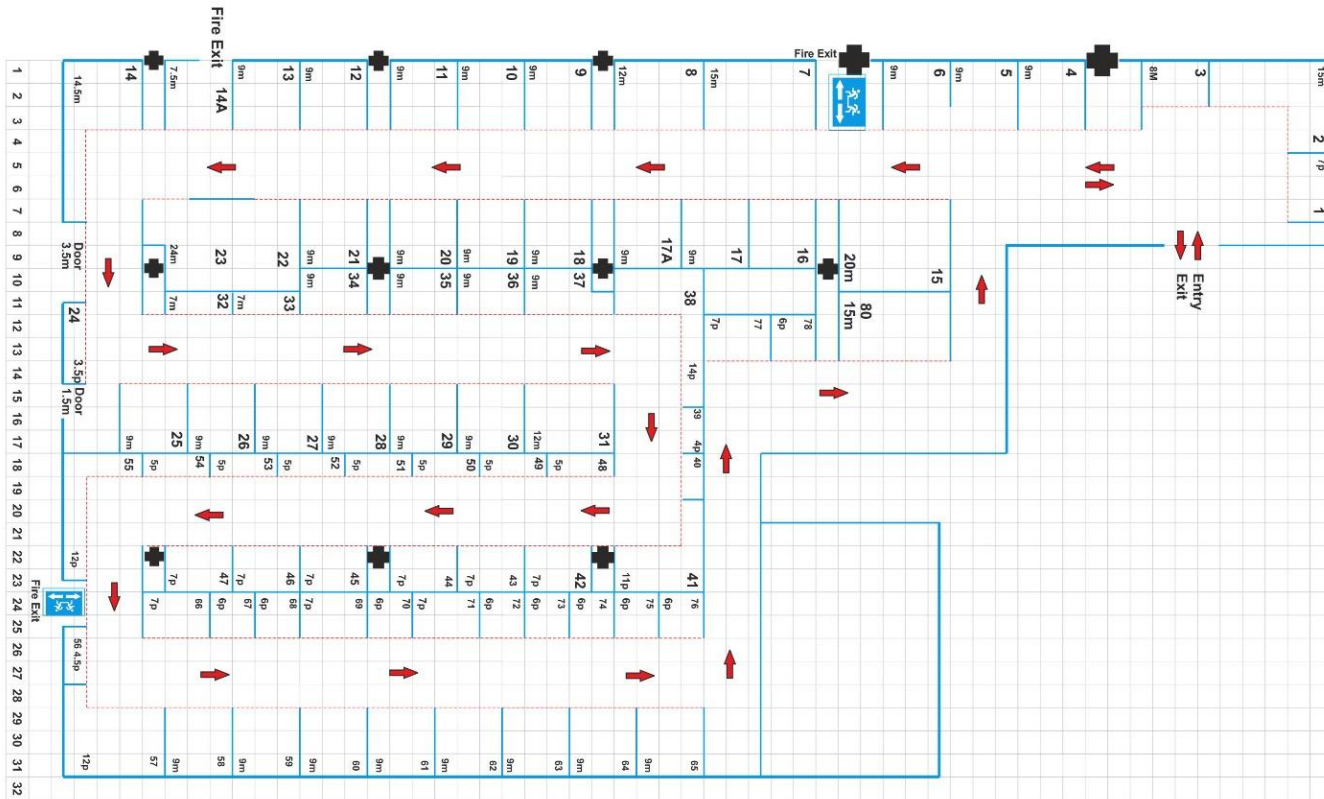 Fire Exit
Fire Exit
1
14.5m
14
7.5m
14A
9m
13
9m
12
9m
11
9m
10
9m
9
12m
8
15m
7
9m
6
9m
5
4
8M
3
15m
2
3
4
2
7p
5
6
7
1
8
Door
3.5m
24m
23
22
9m
21
9m
20
9m
19
9m
18
9m
17A
9m
17
16
20m
15
Entry
Exit
9
10
9m
34
9m
35
9m
36
9m
37
38
11
24
7m
32
7m
33
80
15m
12
7p
77
6p
78
13
3.5p
14p
14
Door
1.5m
15
39
16
17
9m
25
9m
26
9m
27
9m
28
9m
29
9m
30
12m
31
4p
18
55
5p
54
5p
53
5p
52
5p
51
5p
50
5p
49
5p
48
40
19
20
21
22
12p
23
7p
47
7p
46
7p
45
7p
44
7p
43
7p
42
11p
41
24
Fire Exit
7p
66
6p
67
6p
68
7p
69
6p
70
7p
71
6p
72
6p
73
6p
74
6p
75
6p
76
25
26
56 4.5p
27
28
29
30
31
12p
57
9m
58
9m
59
9m
60
9m
61
9m
62
9m
63
9m
64
9m
65
32